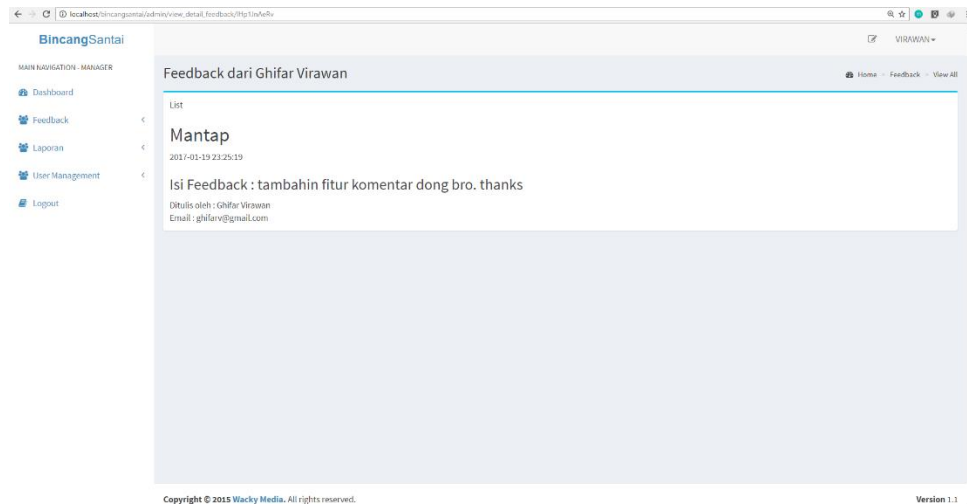 localhost/bincangsantai/admin/view_detail_feedback/
BincangSantai
VIRAWAN
MAIN NAVIGATION - MANAGER
Dashboard
Feedback
Laporan
User Management
Logout
Feedback dari Ghifar Virawan
Home > Feedback > View All
List
Mantap
2017-01-19 23:25:19
Isi Feedback : tambahin fitur komentar dong bro. thanks
Ditulis oleh : Ghifar Virawan
Email : ghifarv@gmail.com
Copyright © 2015 Wacky Media. All rights reserved.
Version 1.1